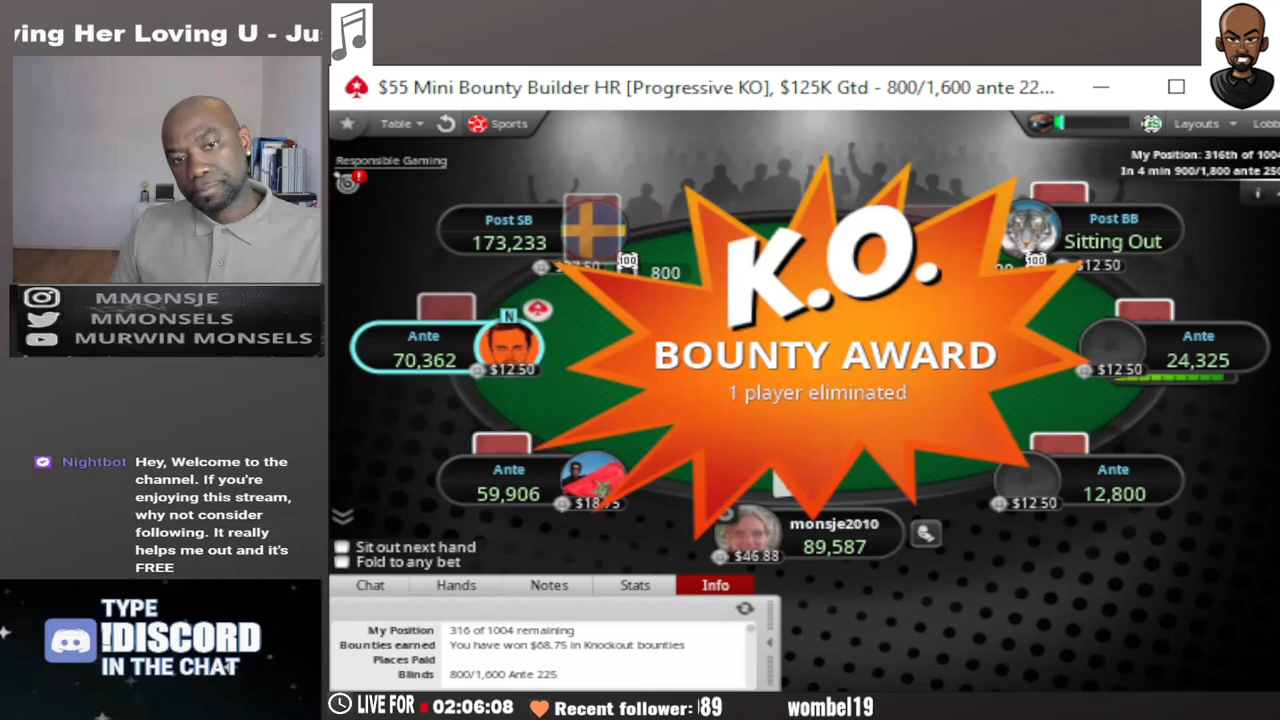 ving Her Loving U - Ju
$55 Mini Bounty Builder HR [Progressive KO], $125K Gtd - 800/1,600 ante 22...
Table
Sports
Layouts
Lobb
Responsible Gaming
My Position: 316th of 1004
In 4 min 900/1,800 ante 250
Post SB
173,233
100
800
Post BB
Sitting Out
100
$12.50
K.O.
BOUNTY AWARD
1 player eliminated
Ante
70,362
N
$12.50
Ante
24,325
$12.50
Ante
59,906
$18.75
Ante
12,800
$12.50
monsje2010
89,587
$46.88
MMONSJE
MMONSELS
MURWIN MONSELS
Nightbot Hey, Welcome to the
channel. If you're
enjoying this stream,
why not consider
following. It really
helps me out and it's
FREE
TYPE
!DISCORD
IN THE CHAT
Sit out next hand
Fold to any bet
Chat Hands Notes Stats Info
My Position 316 of 1004 remaining
Bounties earned You have won $68.75 in Knockout bounties
Places Paid
Blinds 800/1,600 Ante 225
LIVE FOR 02:06:08 Recent follower: 89 wombel19